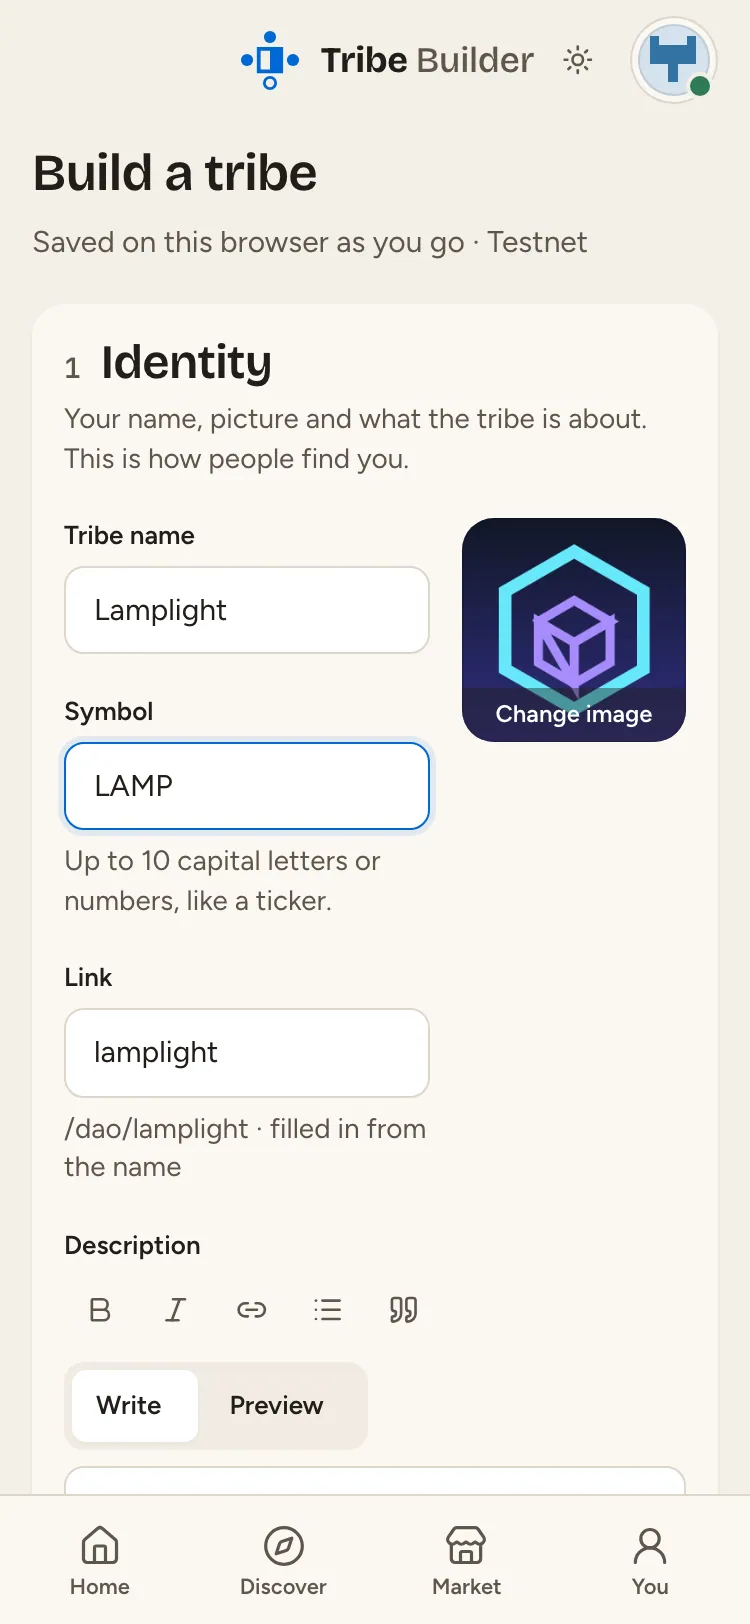 Tribe Builder
Build a tribe
Saved on this browser as you go · Testnet
1 Identity
Your name, picture and what the tribe is about.
This is how people find you.
Tribe name
Lamplight
Change image
Symbol
LAMP
Up to 10 capital letters or
numbers, like a ticker.
Link
lamplight
/dao/lamplight · filled in from
the name
Description
Write Preview
Home Discover Market You